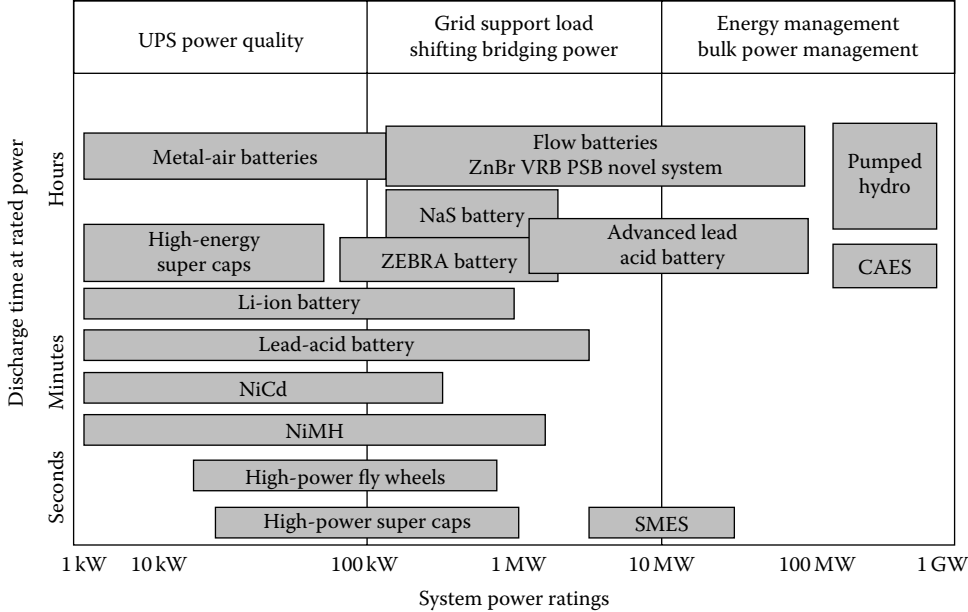 UPS power quality
Grid support load
shifting bridging power
Energy management
bulk power management
Discharge time at rated power
Hours
Minutes
Seconds
Metal-air batteries
Flow batteries
ZnBr VRB PSB novel system
Pumped
hydro
NaS battery
High-energy
super caps
ZEBRA battery
Advanced lead
acid battery
CAES
Li-ion battery
Lead-acid battery
NiCd
NiMH
High-power fly wheels
High-power super caps
SMES
1 kW 10 kW 100 kW 1 MW 10 MW 100 MW 1 GW
System power ratings